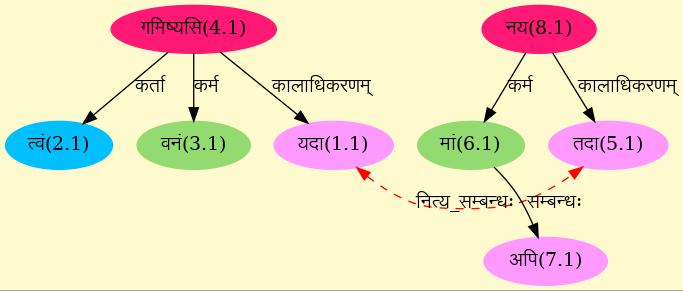 गमिष्यसि(4.1) नय(8.1)
कर्ता कर्म कालाधिकरणम् कर्म कालाधिकरणम्
त्वं(2.1) वनं(3.1) यदा(1.1) मां(6.1) तदा(5.1)
नित्य_सम्बन्धः सम्बन्धः
अपि(7.1)